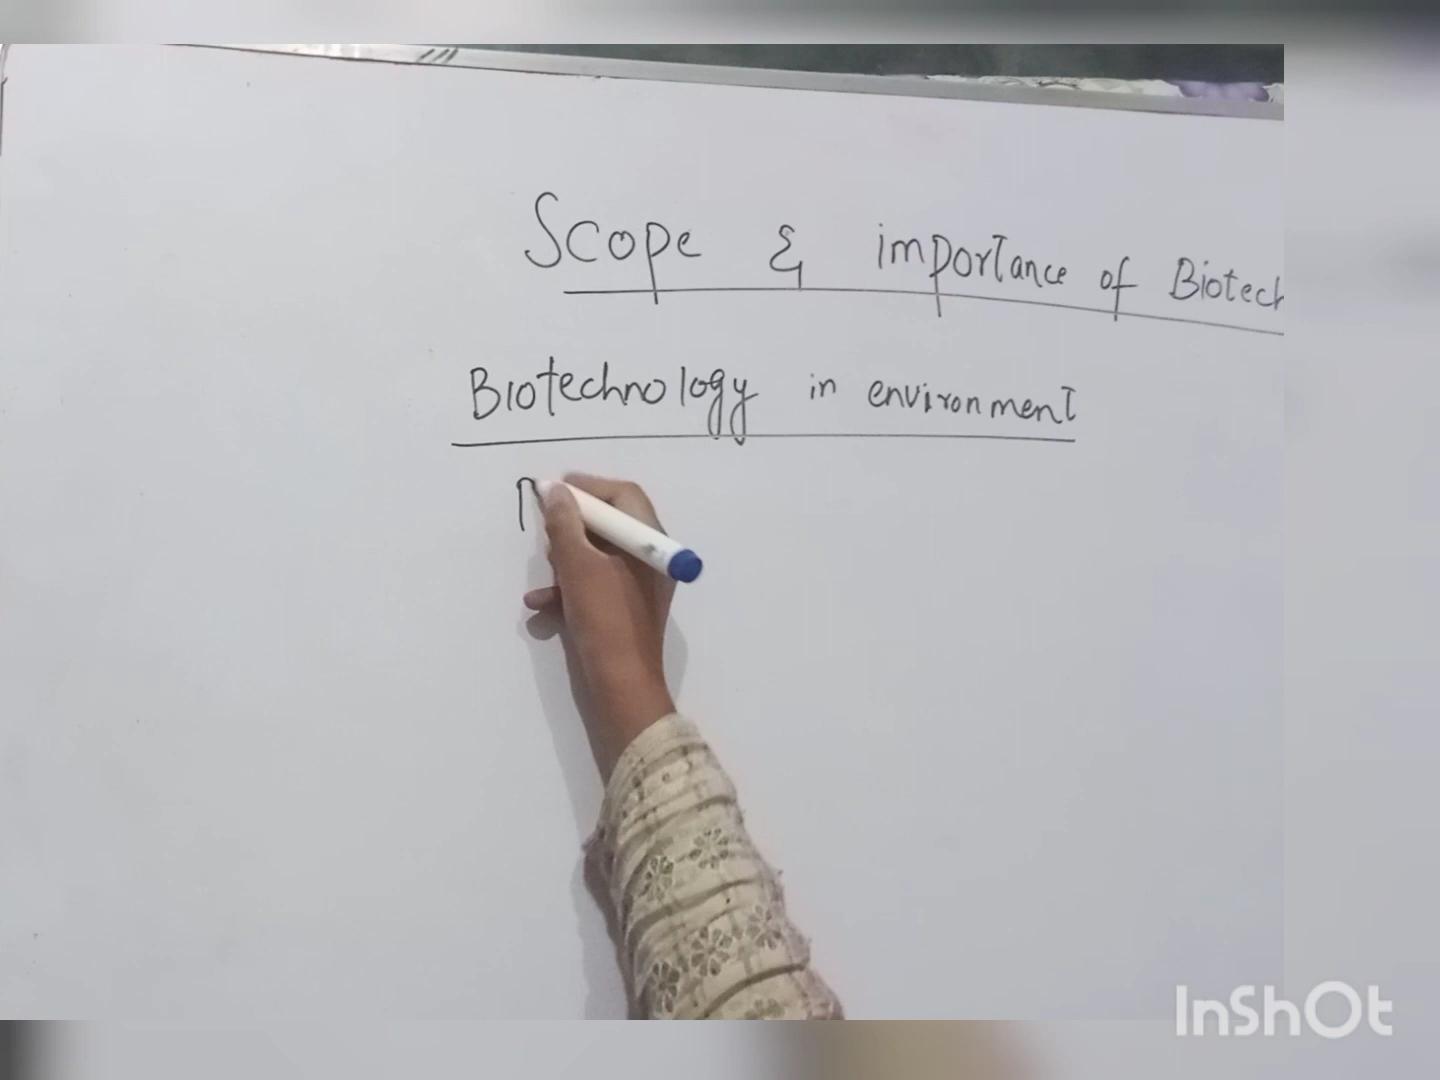 Scope & importance of Biotech
Biotechnology in environment
InShOt